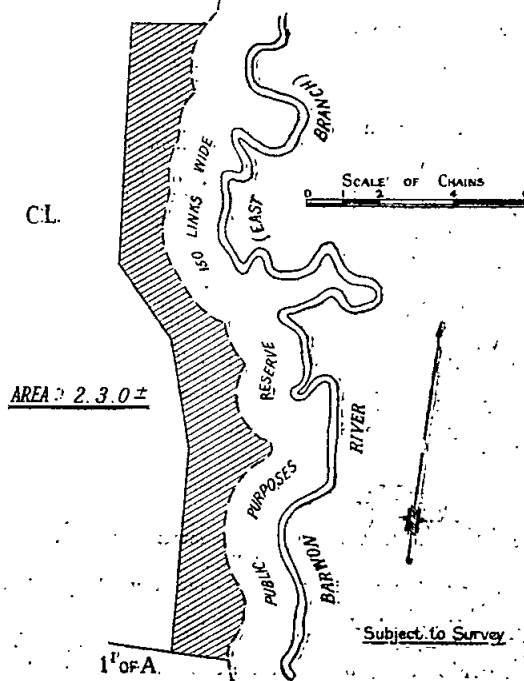 (EAST BRANCH)
150 LINKS WIDE
SCALE OF CHAINS
0 1 2 4
C.L.
RESERVE
AREA : 2.3.0 ±
RIVER
PURPOSES
PUBLIC
BARWON
Subject to Survey
1 OF A.